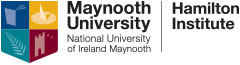 Maynooth
University
National University
of Ireland Maynooth
Hamilton
Institute